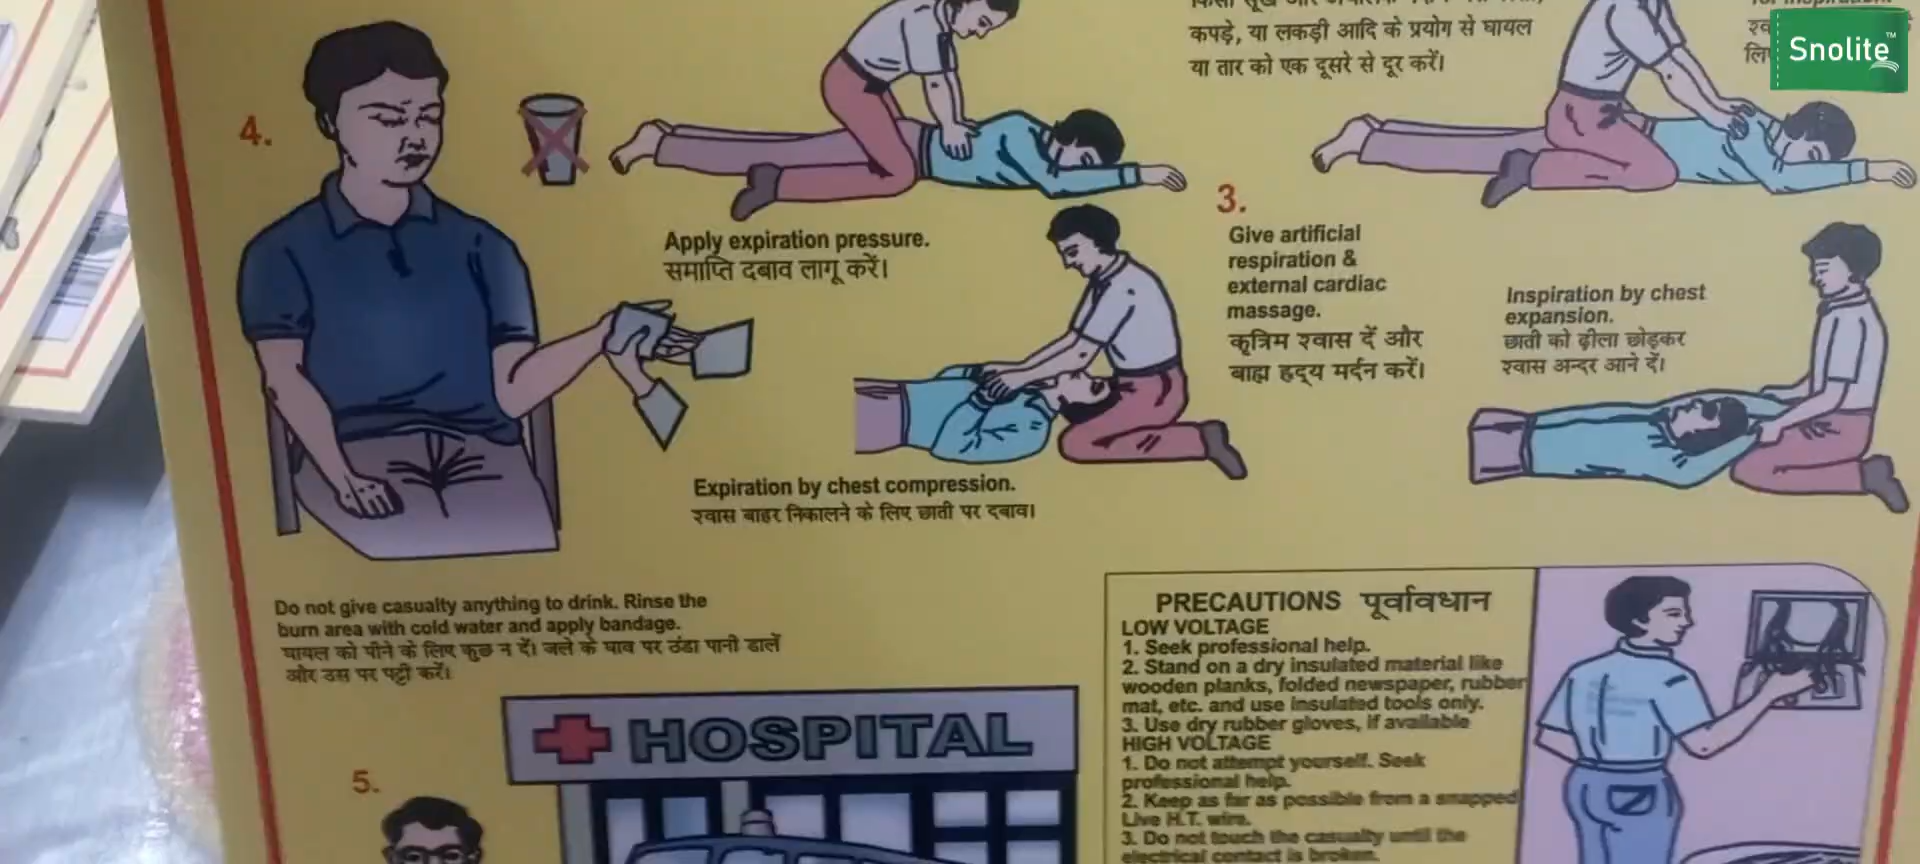 कपड़े, या लकड़ी आदि के प्रयोग से घायल
या तार को एक दूसरे से दूर करें।
Snolite™
4.
Apply expiration pressure.
समाप्ति दबाव लागू करें।
3.
Give artificial
respiration &
external cardiac
massage.
कृत्रिम श्वास दें और
बाह्य हृदय मर्दन करें।
Inspiration by chest
expansion.
छाती को ढ़ीला छोड़कर
श्वास अन्दर आने दें।
Expiration by chest compression.
श्वास बाहर निकालने के लिए छाती पर दबाव।
Do not give casualty anything to drink. Rinse the
burn area with cold water and apply bandage.
घायल को पीने के लिए कुछ न दें। जले के घाव पर ठंडा पानी डालें
और उस पर पट्टी करें।
HOSPITAL
5.
PRECAUTIONS पूर्वावधान
LOW VOLTAGE
1. Seek professional help.
2. Stand on a dry insulated material like
wooden planks, folded newspaper, rubber
mat, etc. and use insulated tools only.
3. Use dry rubber gloves, if available
HIGH VOLTAGE
1. Do not attempt yourself. Seek
professional help.
2. Keep as far as possible from a snapped
Live H.T. wire.
3. Do not touch the casualty until the
electrical contact is broken.